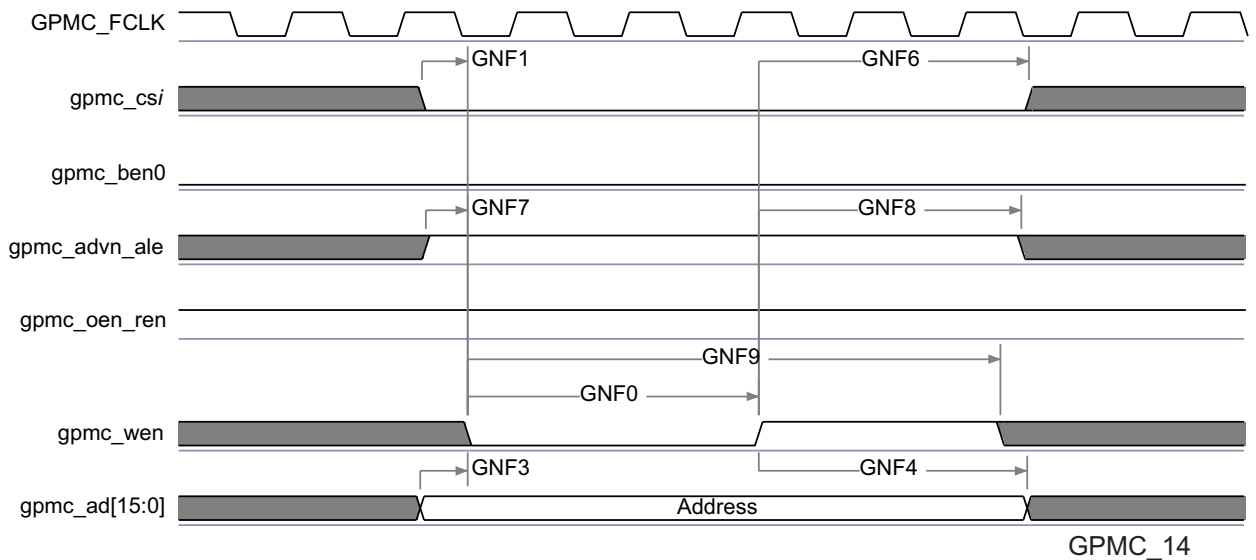 GPMC_FCLK
GNF1 GNF6
gpmc_csi
gpmc_ben0
GNF7 GNF8
gpmc_advn_ale
gpmc_oen_ren
GNF9
GNF0
gpmc_wen
GNF3 GNF4
gpmc_ad[15:0] Address
GPMC_14